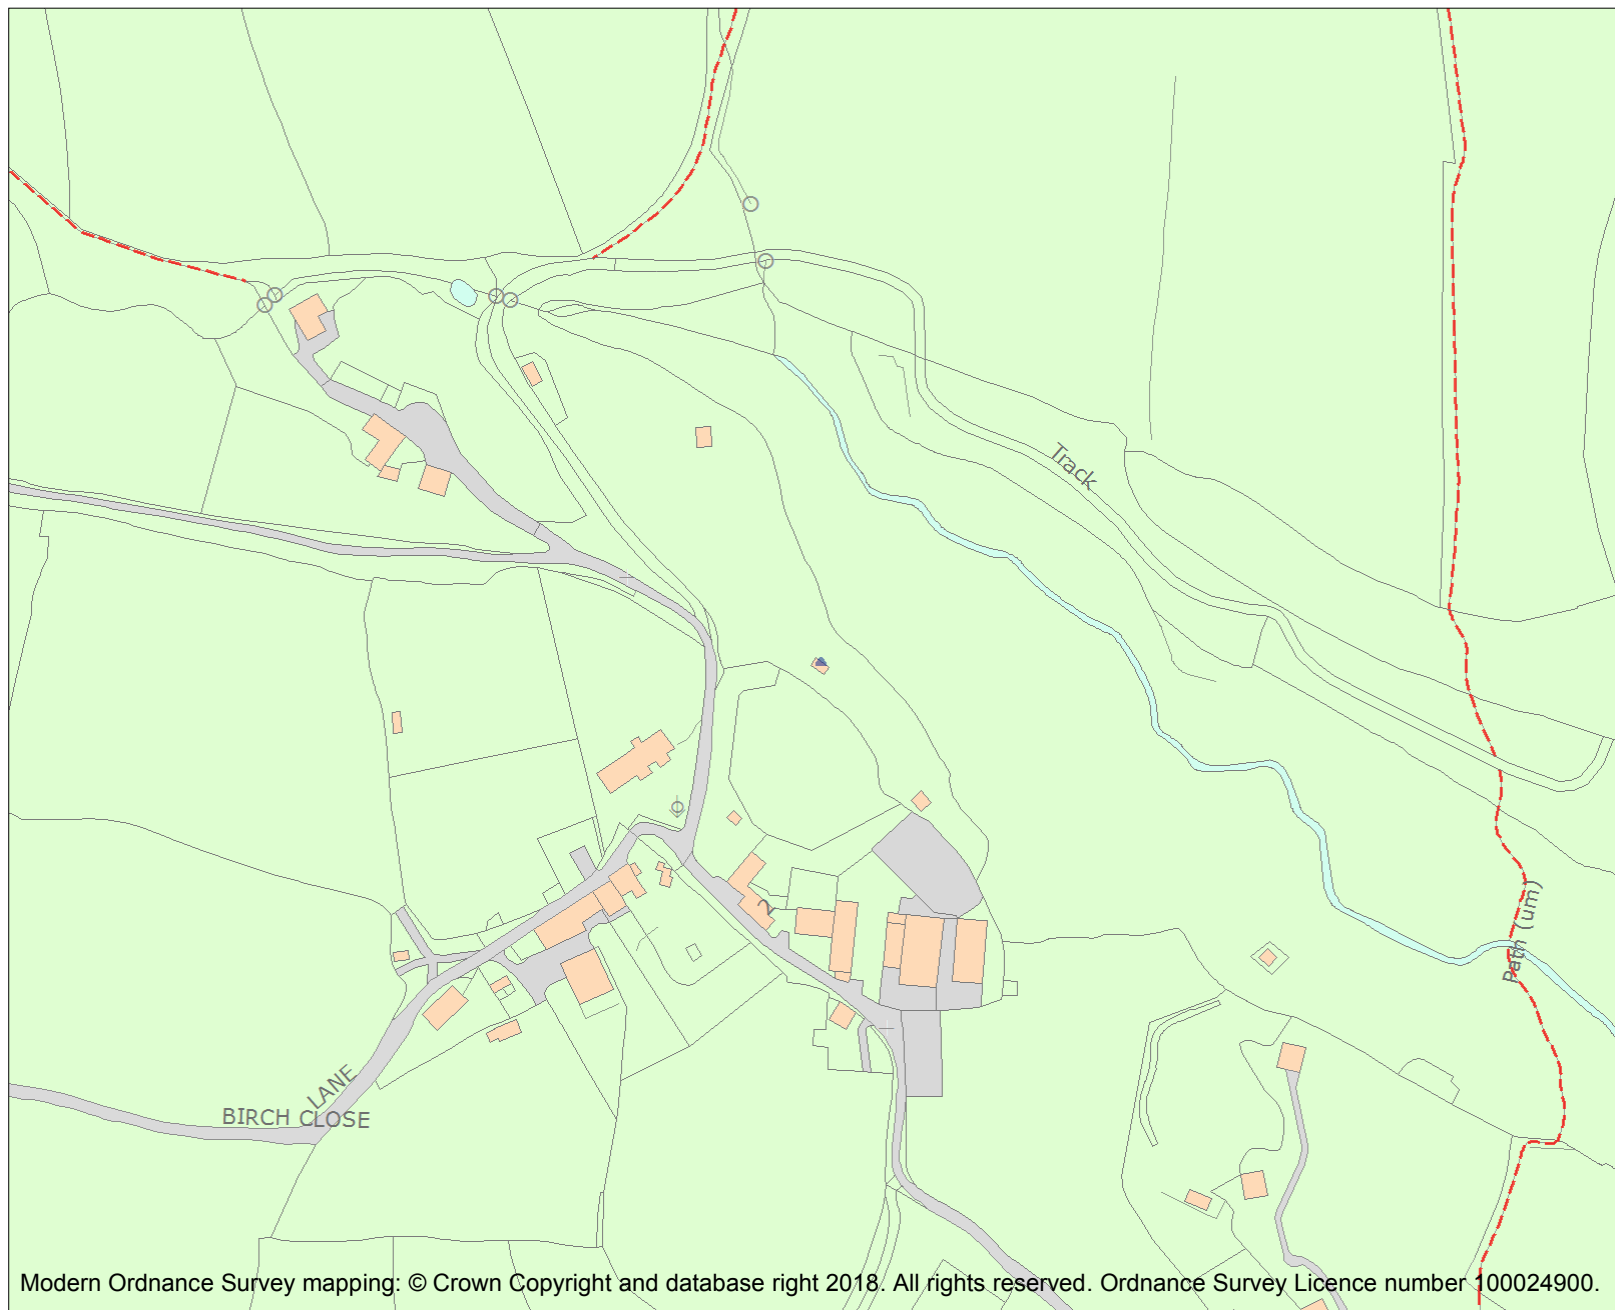 Track
2
Path (um)
LANE
BIRCH CLOSE
Modern Ordnance Survey mapping: © Crown Copyright and database right 2018. All rights reserved. Ordnance Survey Licence number 100024900.